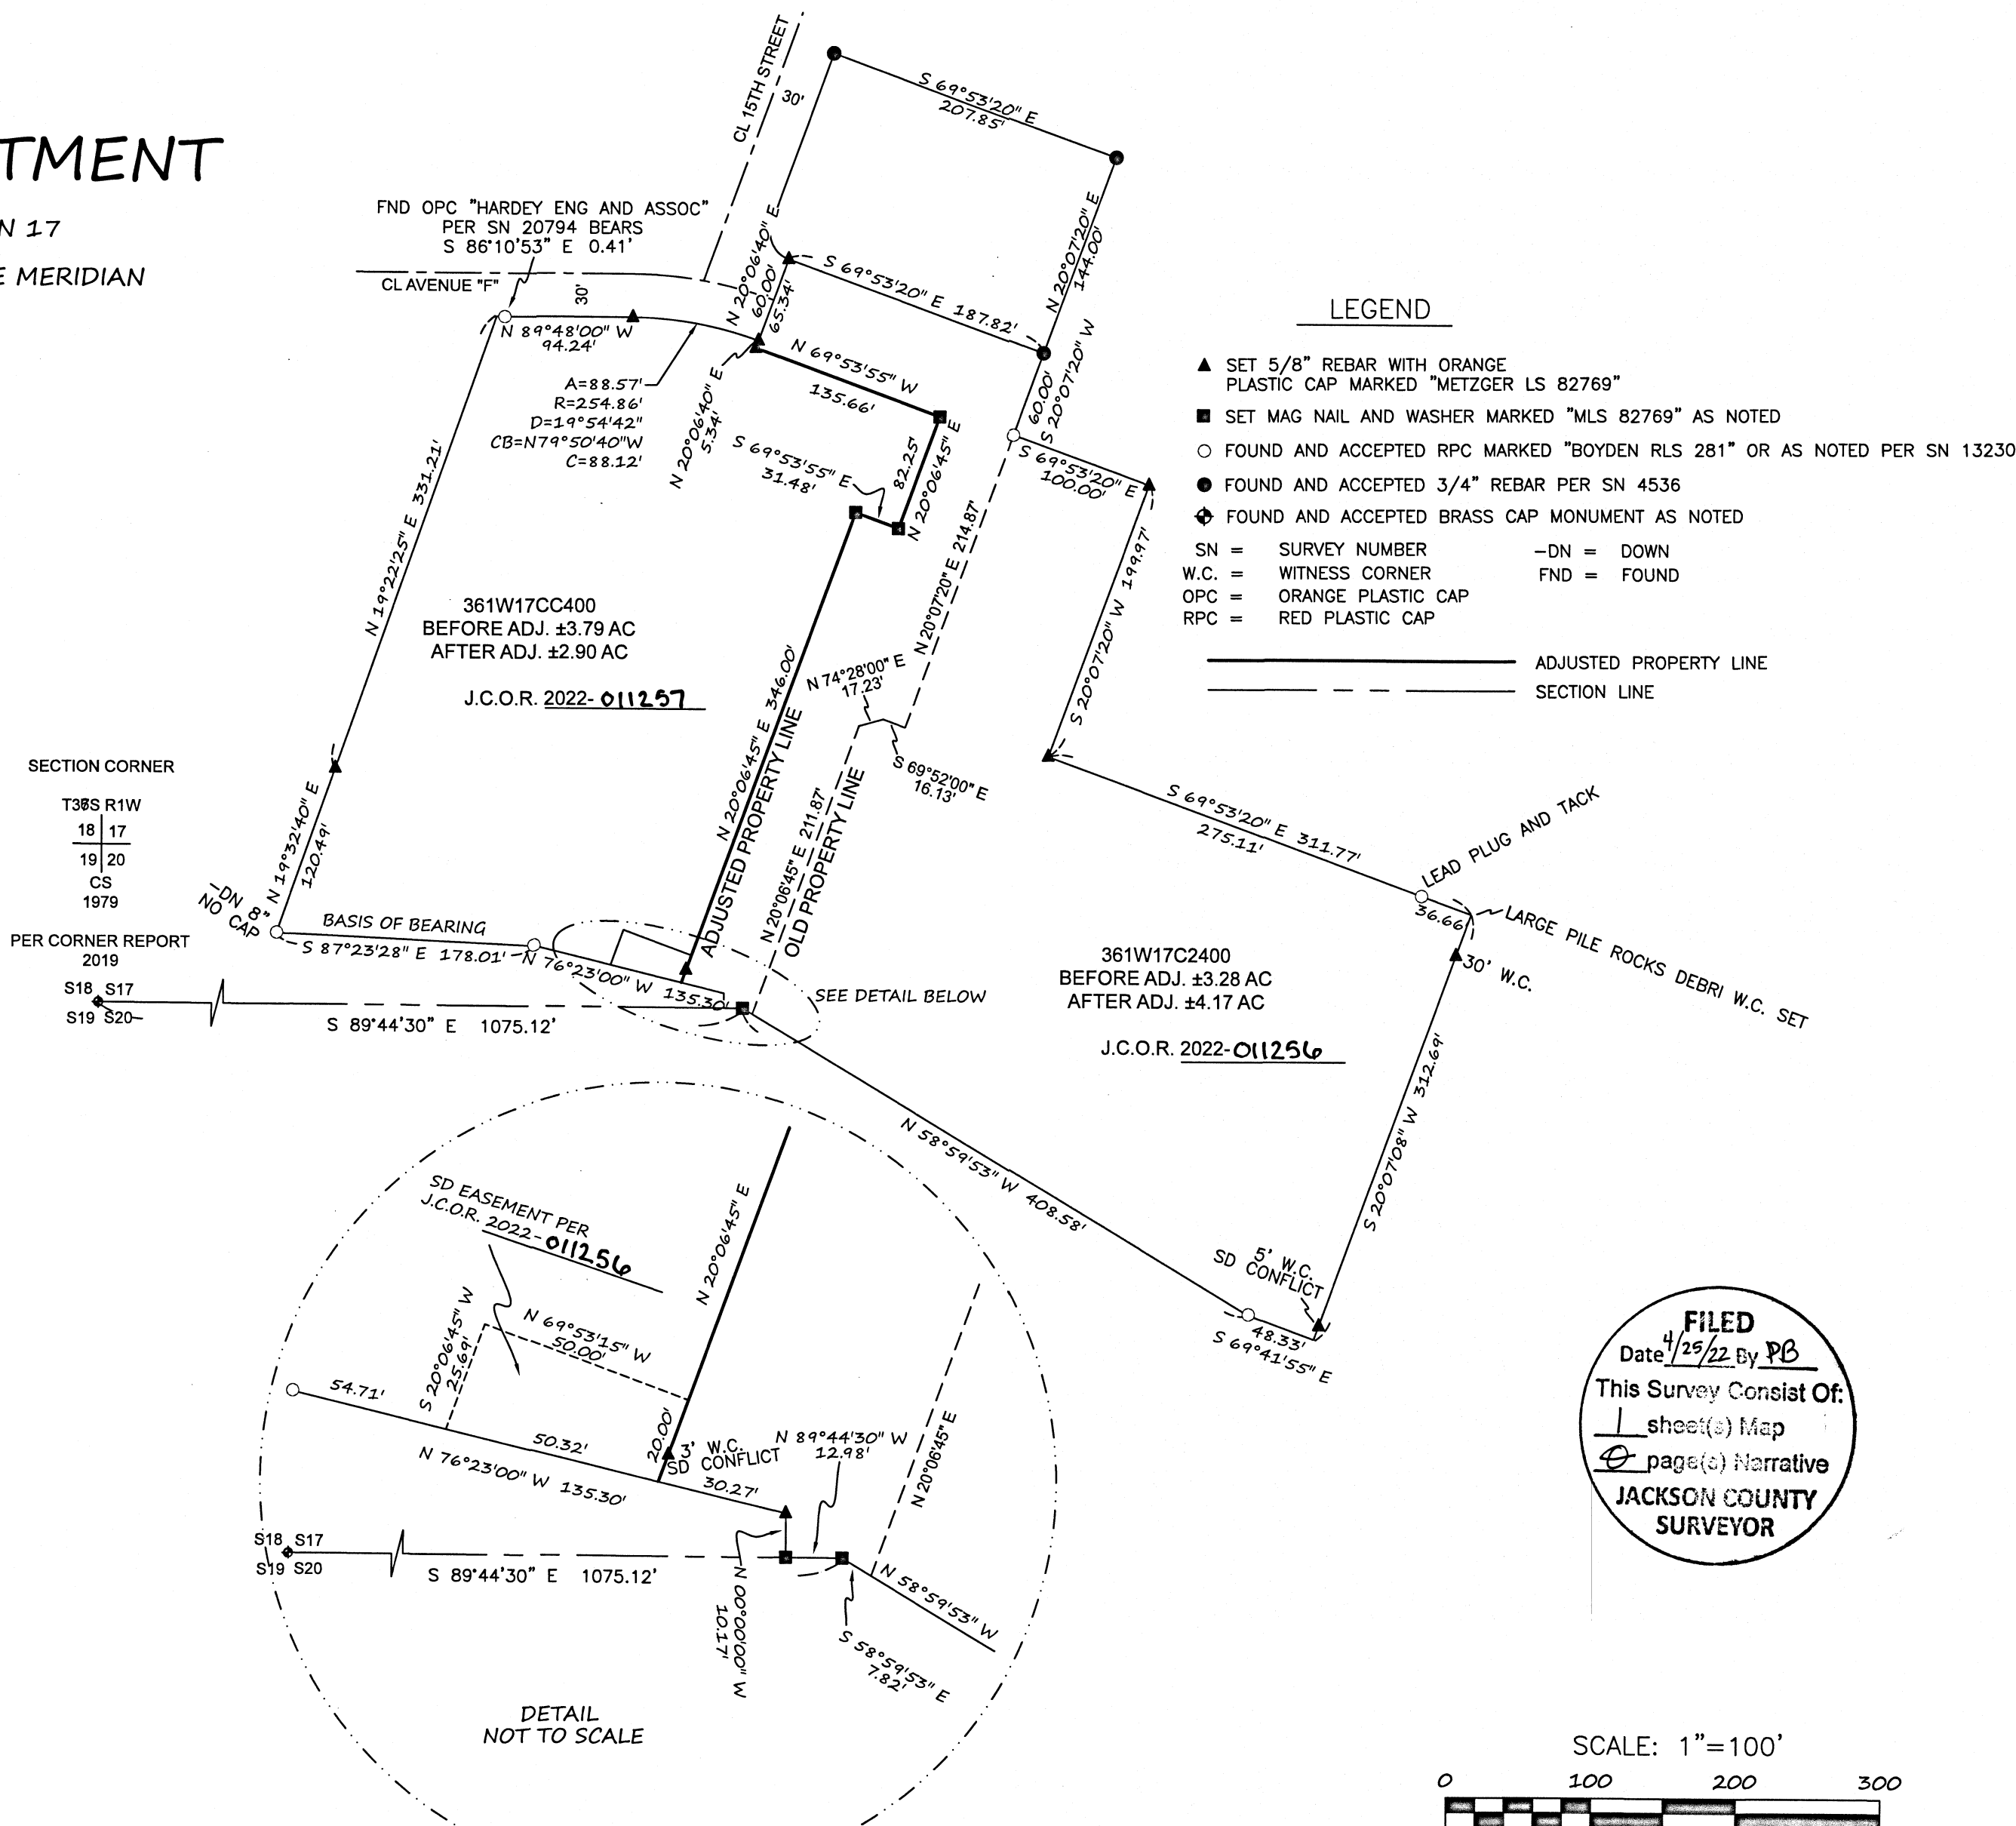 TMENT
N 17
E MERIDIAN
CL 15TH STREET
30'
S 69°53'20" E
207.85'
FND OPC "HARDEY ENG AND ASSOC"
PER SN 20794 BEARS
S 86°10'53" E 0.41'
CL AVENUE "F"
30'
N 89°48'00" W
94.24'
A=88.57'
R=254.86'
D=19°54'42"
CB=N79°50'40"W
C=88.12'
N 20°06'40" E
60.00'
65.34'
N 20°06'40" E
5.34'
S 69°53'20" E 187.82'
N 20°07'20" E
144.00'
60.00'
S 20°07'20" W
N 69°53'55" W
135.66'
82.25'
N 20°06'45" E
S 69°53'55" E
31.48'
S 69°53'20" E
100.00'
LEGEND
SET 5/8" REBAR WITH ORANGE
PLASTIC CAP MARKED "METZGER LS 82769"
SET MAG NAIL AND WASHER MARKED "MLS 82769" AS NOTED
FOUND AND ACCEPTED RPC MARKED "BOYDEN RLS 281" OR AS NOTED PER SN 13230
FOUND AND ACCEPTED 3/4" REBAR PER SN 4536
FOUND AND ACCEPTED BRASS CAP MONUMENT AS NOTED
SN = SURVEY NUMBER -DN = DOWN
W.C. = WITNESS CORNER FND = FOUND
OPC = ORANGE PLASTIC CAP
RPC = RED PLASTIC CAP
ADJUSTED PROPERTY LINE
SECTION LINE
N 19°22'25" E 331.21'
361W17CC400
BEFORE ADJ. ±3.79 AC
AFTER ADJ. ±2.90 AC
J.C.O.R. 2022-011257
N 20°06'45" E 346.00'
ADJUSTED PROPERTY LINE
N 20°07'20" E 214.87'
N 74°28'00" E
17.23'
S 69°52'00" E
16.13'
N 20°06'45" E 211.87'
OLD PROPERTY LINE
S 20°07'20" W 199.97'
S 69°53'20" E 311.77'
275.11'
LEAD PLUG AND TACK
36.66'
LARGE PILE ROCKS DEBRI W.C. SET
30' W.C.
SECTION CORNER
R1W
18 17
19 20
CS
1979
PER CORNER REPORT
2019
S18 S17
S19 S20
N 19°32'40" E
120.49'
-DN 8"
NO CAP
BASIS OF BEARING
S 87°23'28" E 178.01'
N 76°23'00" W 135.30'
SEE DETAIL BELOW
S 89°44'30" E 1075.12'
361W17C2400
BEFORE ADJ. ±3.28 AC
AFTER ADJ. ±4.17 AC
J.C.O.R. 2022-011256
S 20°07'08" W 312.69'
N 58°59'53" W 408.58'
5' W.C.
SD CONFLICT
48.33'
S 69°41'55" E
SD EASEMENT PER
J.C.O.R. 2022-011256
N 20°06'45" E
S 20°06'45" W
25.69'
N 69°53'15" W
50.00'
54.71'
50.32'
20.00'
3' W.C.
SD CONFLICT
N 76°23'00" W 135.30'
30.27'
N 89°44'30" W
12.98'
N 20°06'45" E
S18 S17
S19 S20
S 89°44'30" E 1075.12'
N 00°00'00" W
10.17'
N 58°59'53" W
S 58°59'53" E
7.82'
DETAIL
NOT TO SCALE
FILED
Date 4/25/22 By PB
This Survey Consist Of:
1 sheet(s) Map
0 page(s) Narrative
JACKSON COUNTY
SURVEYOR
SCALE: 1"=100'
0 100 200 300